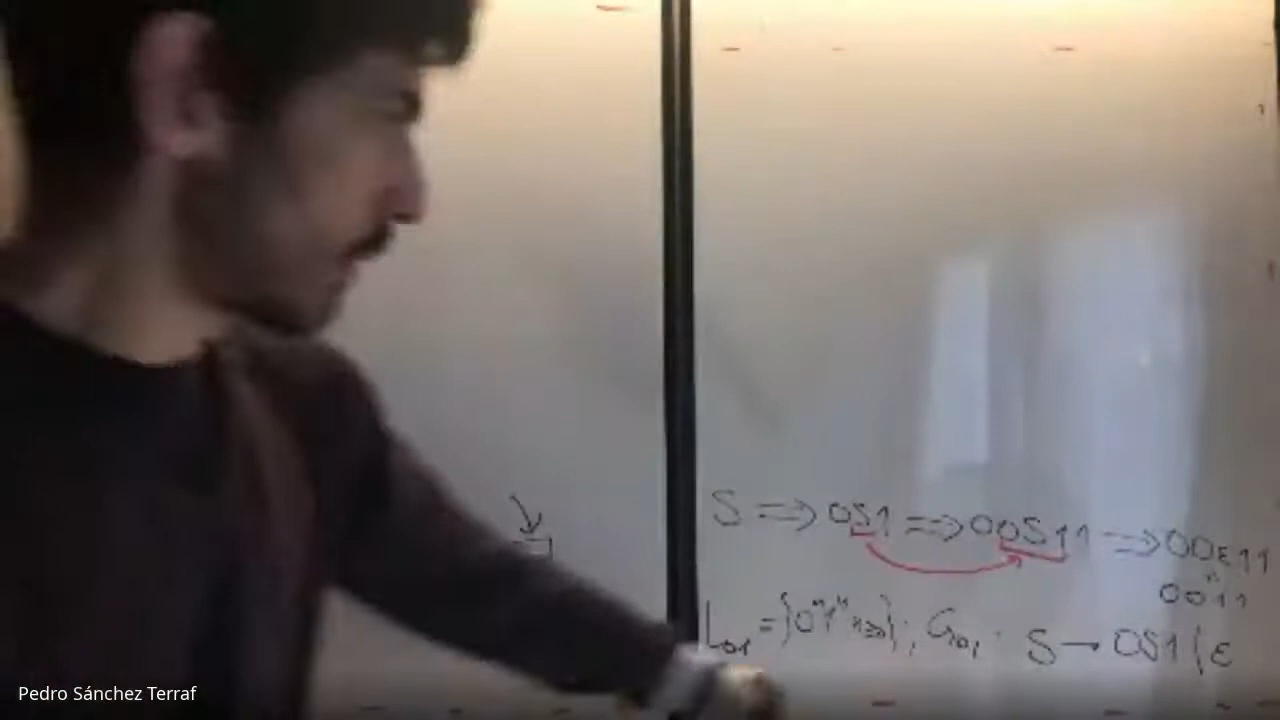 S ⇒ 0S1 ⇒ 00S11 ⇒ 00ε11
0011
L₀₁ = {0ⁿ1ⁿ n≥0}; G₀₁ : S → 0S1 | ε
Pedro Sánchez Terraf